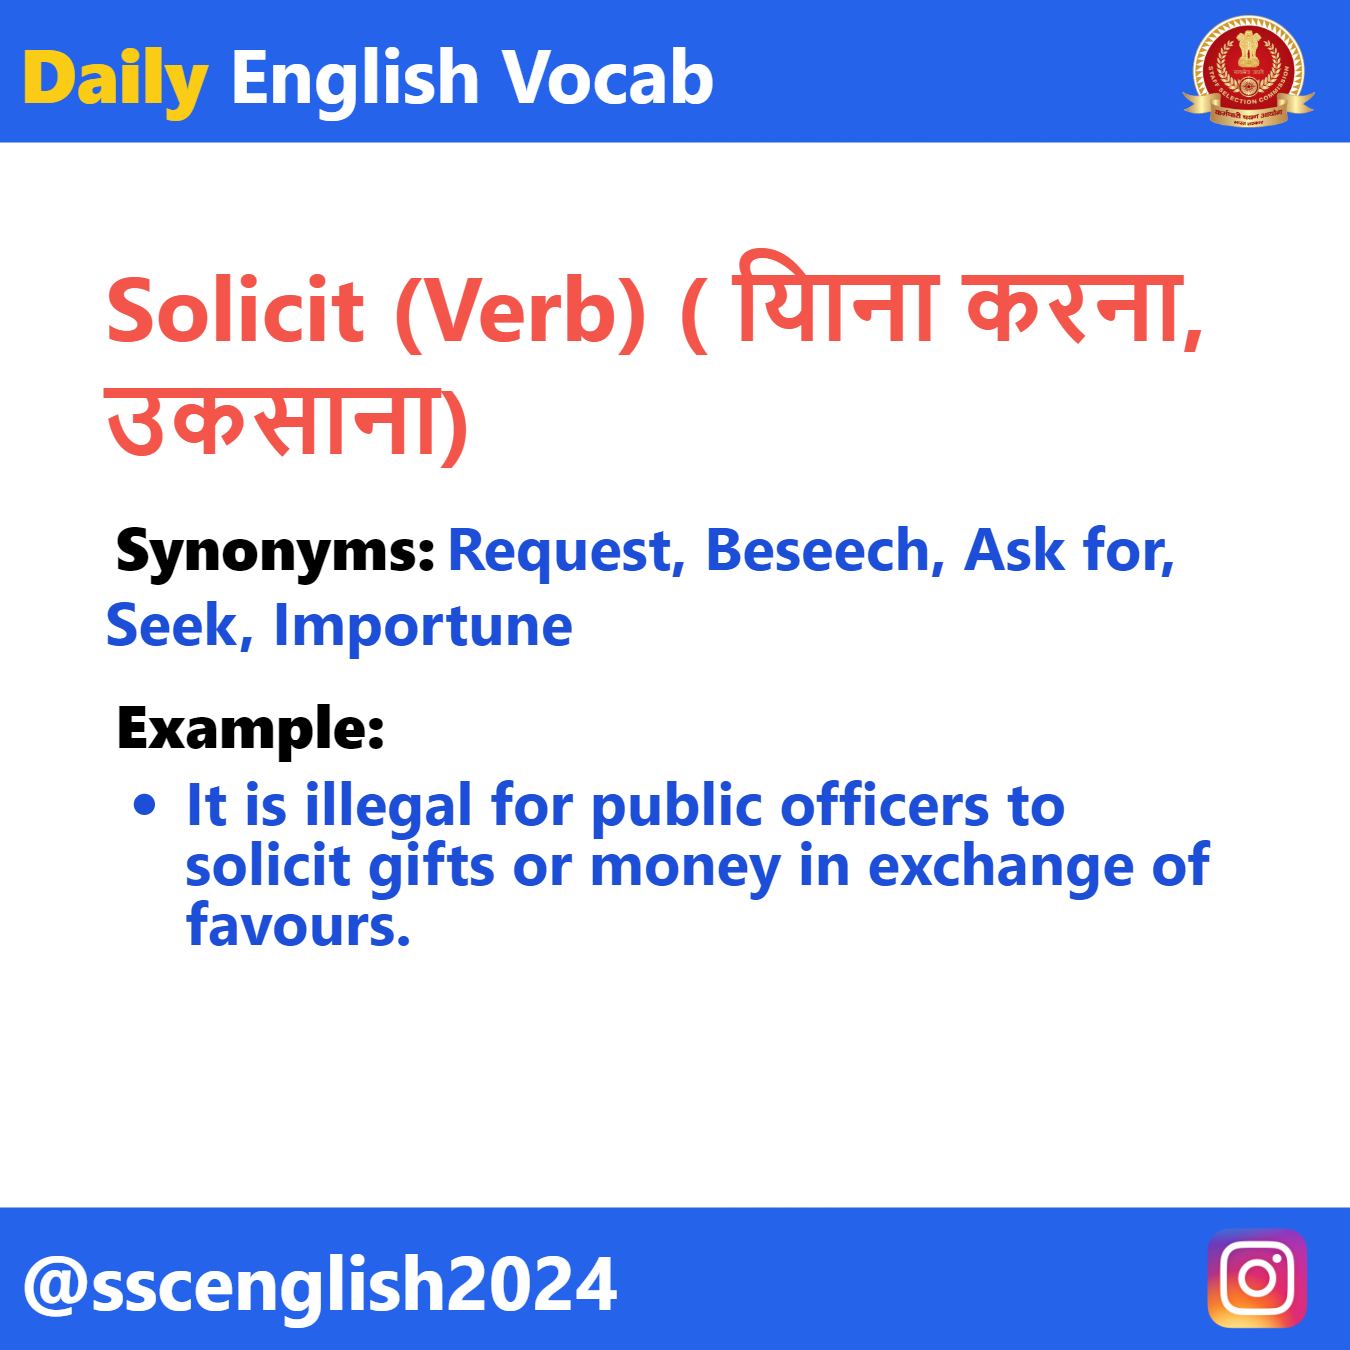 Daily English Vocab
STAFF SELECTION COMMISSION
कर्मचारी चयन आयोग
भारत सरकार
Solicit (Verb) ( यिाना करना,
उकसाना)
Synonyms: Request, Beseech, Ask for,
Seek, Importune
Example:
• It is illegal for public officers to
solicit gifts or money in exchange of
favours.
@sscenglish2024